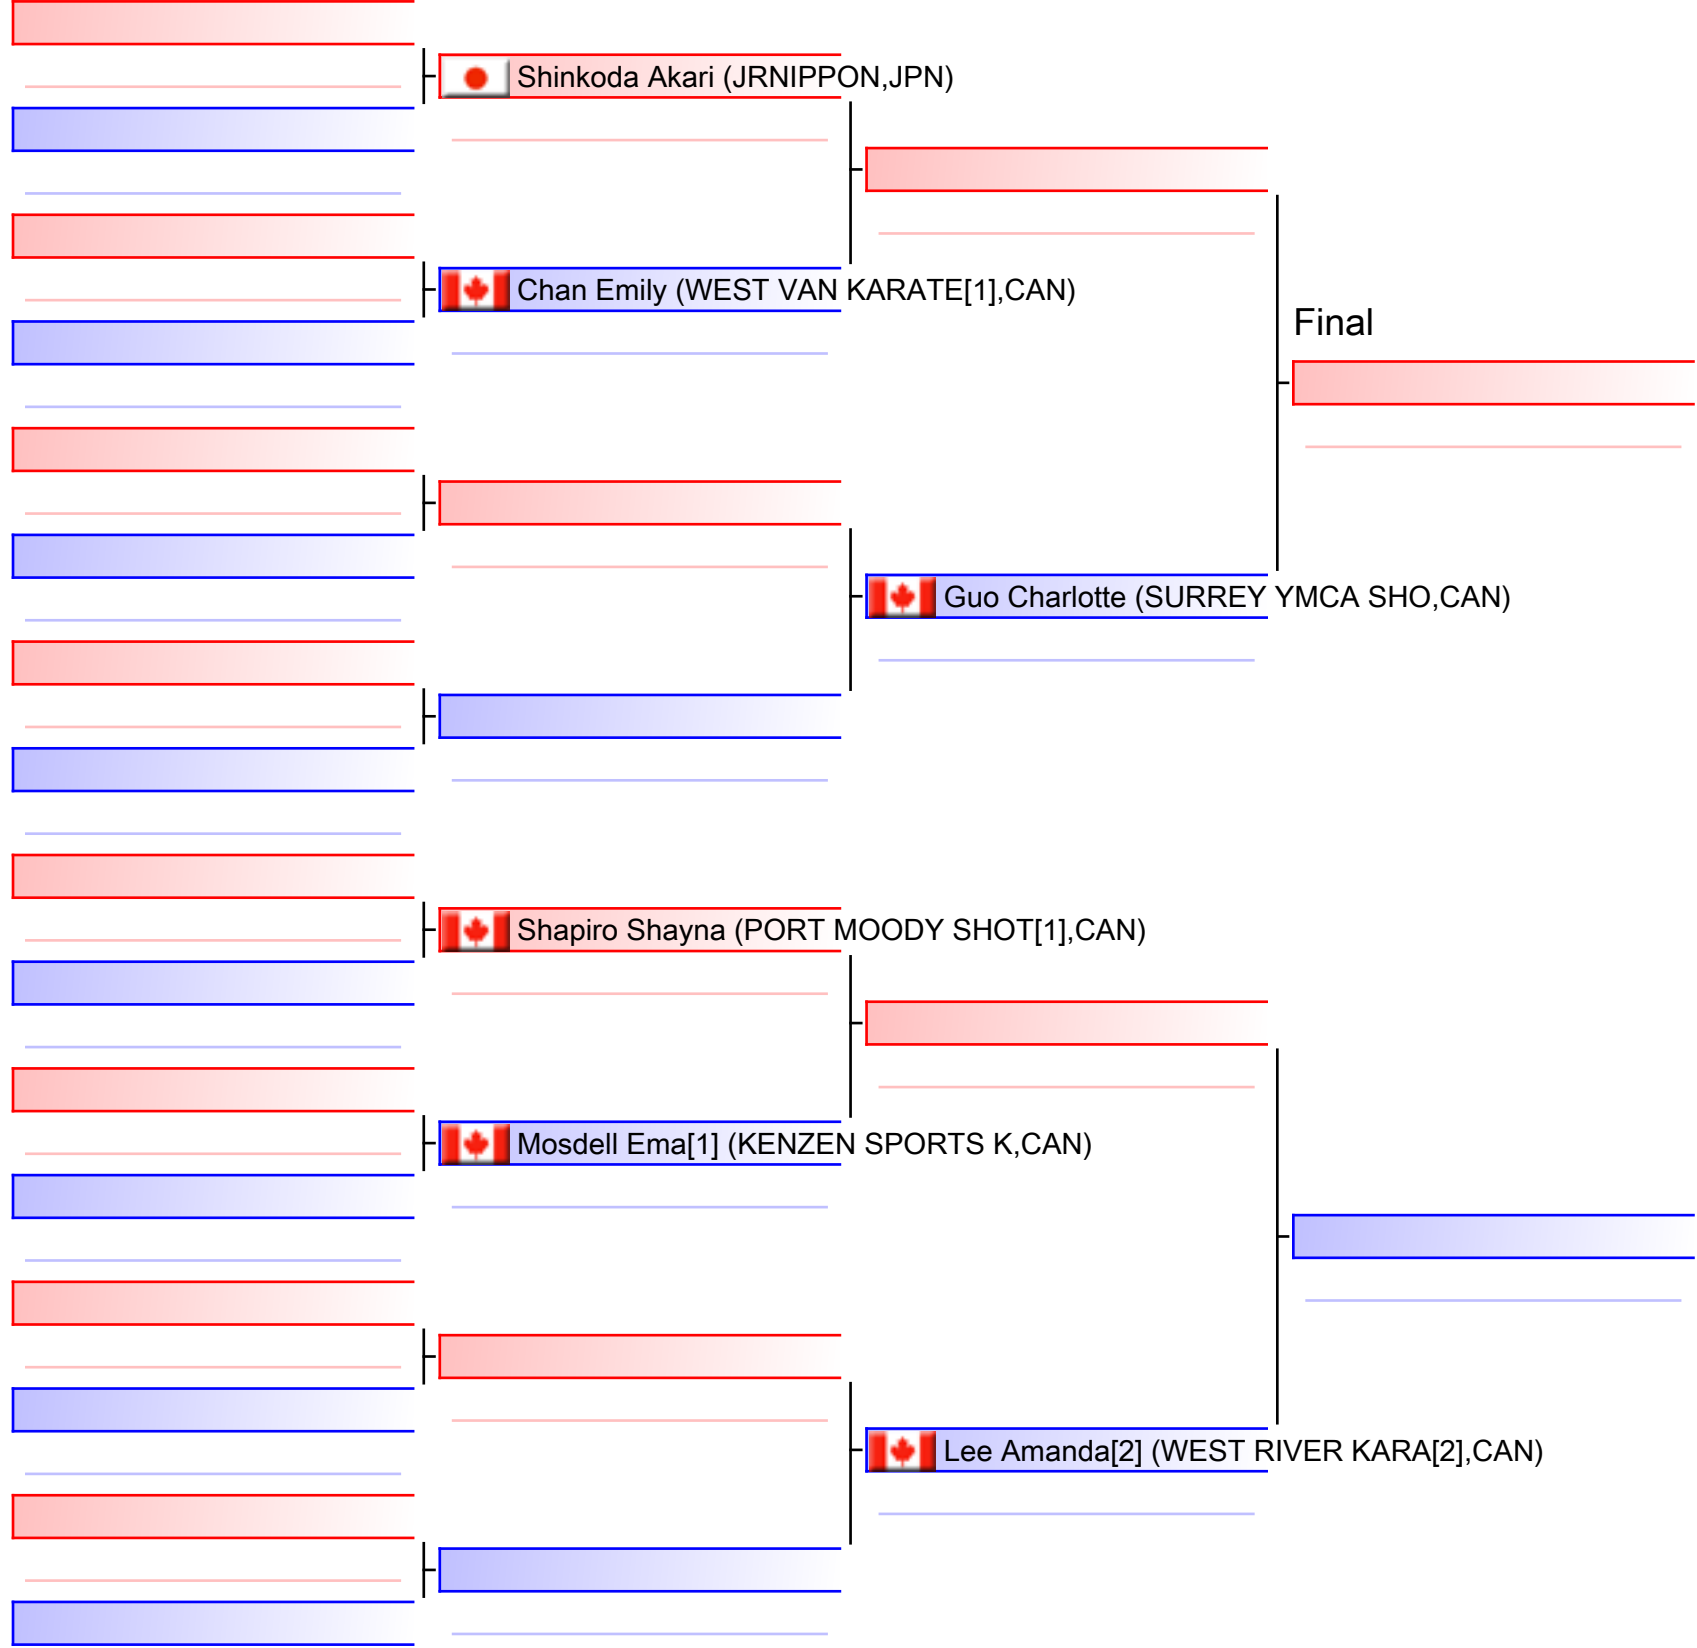 Shinkoda Akari (JRNIPPON,JPN)
Chan Emily (WEST VAN KARATE[1],CAN)
Final
Guo Charlotte (SURREY YMCA SHO,CAN)
Shapiro Shayna (PORT MOODY SHOT[1],CAN)
Mosdell Ema[1] (KENZEN SPORTS K,CAN)
Lee Amanda[2] (WEST RIVER KARA[2],CAN)